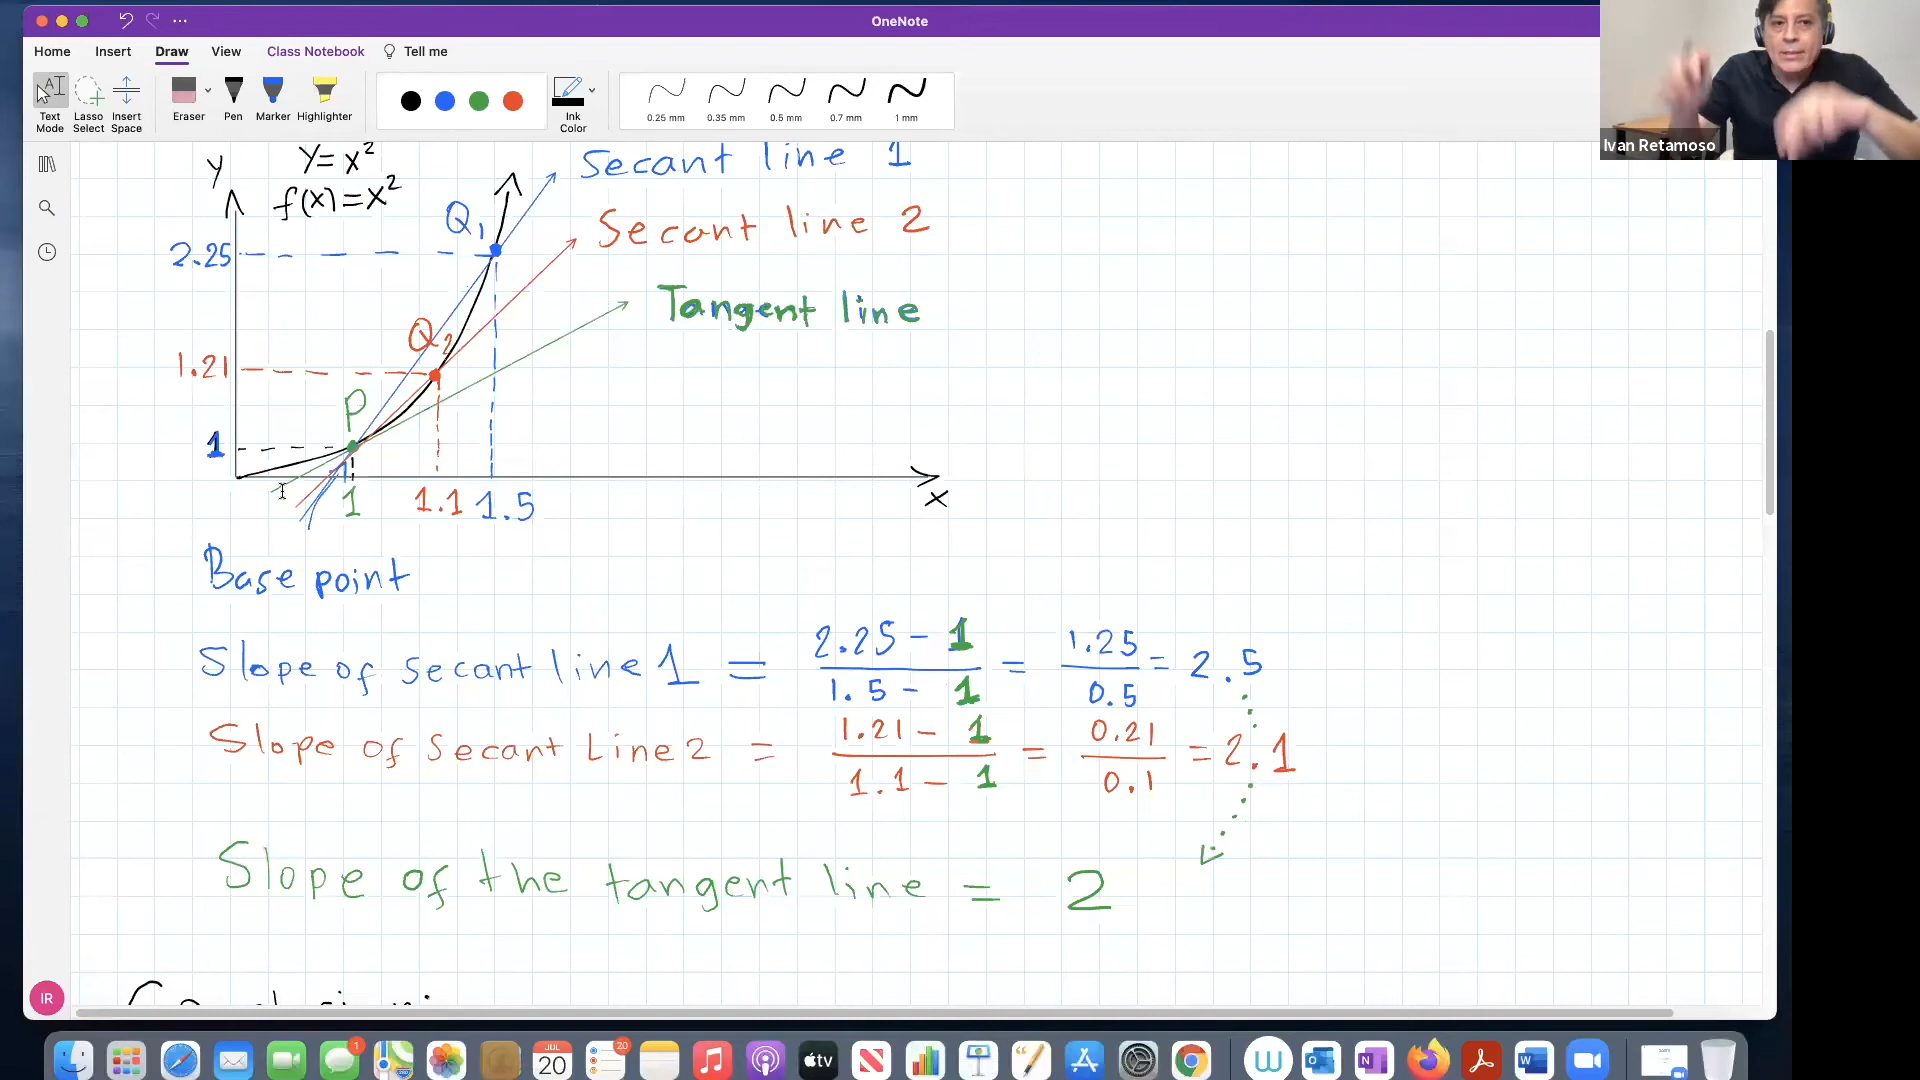 OneNote
Home Insert Draw View Class Notebook Tell me
Text Mode
Lasso Select
Insert Space
Eraser
Pen
Marker
Highlighter
Ink Color
0.25 mm
0.35 mm
0.5 mm
0.7 mm
1 mm
Ivan Retamoso
y
Y = x²
f(x) = x²
Secant line 1
Q₁
Secant line 2
2.25
Tangent line
Q₂
1.21
P
1
1 1.1 1.5
x
Base point
Slope of secant line 1 = (2.25 - 1)/(1.5 - 1) = 1.25/0.5 = 2.5
Slope of Secant Line 2 = (1.21 - 1)/(1.1 - 1) = 0.21/0.1 = 2.1
Slope of the tangent line = 2
IR
1
JUL
20
20
tv